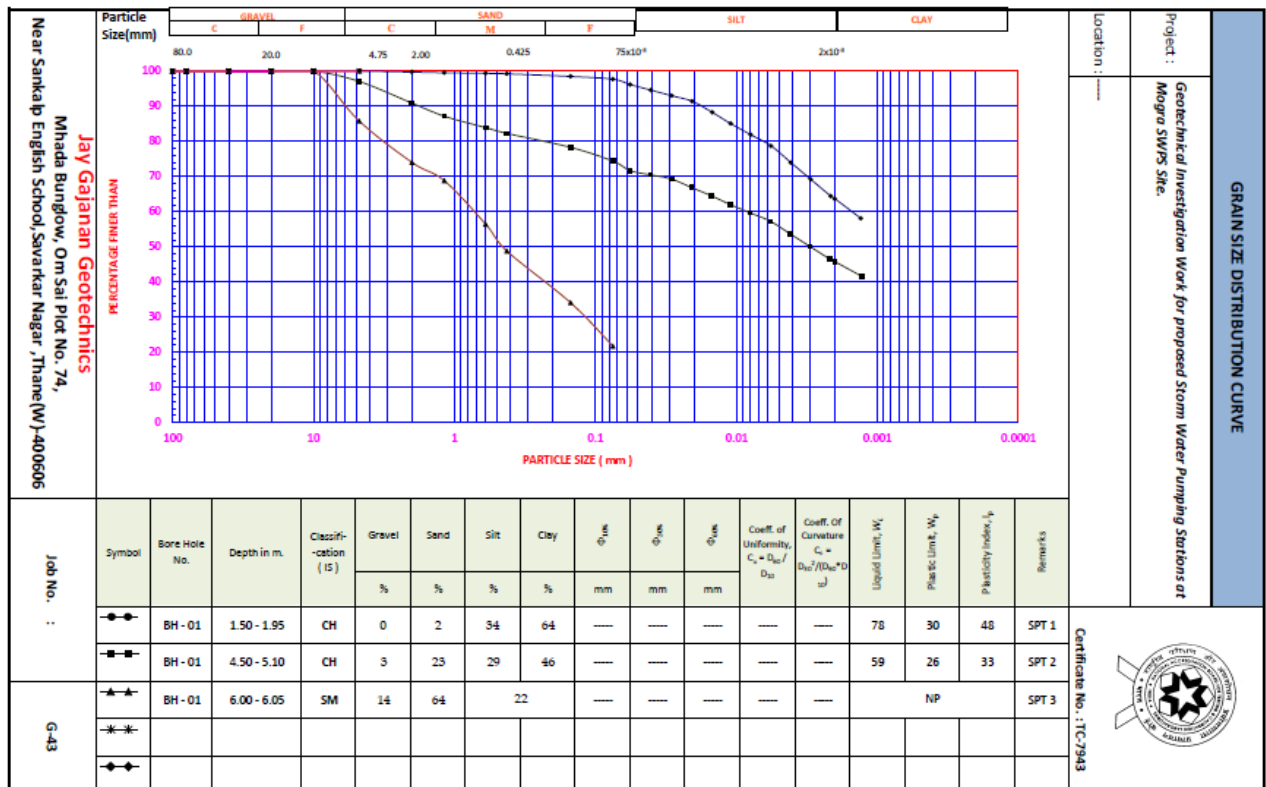 GRAIN SIZE DISTRIBUTION CURVE
Project :
Geotechnical Investigation Work for proposed Storm Water Pumping Stations at
Mogra SWPS Site.
Location : -----
Particle
Size(mm)
GRAVEL SAND SILT CLAY
C F C M F
80.0 20.0 4.75 2.00 0.425 75x10⁻³ 2x10⁻³
PERCENTAGE FINER THAN
100
90
80
70
60
50
40
30
20
10
0
100 10 1 0.1 0.01 0.001 0.0001
PARTICLE SIZE ( mm )
Jay Gajanan Geotechnics
Mhada Bunglow, Om Sai Plot No. 74,
Near Sankalp English School,Savarkar Nagar ,Thane(W)-400606
Symbol Bore Hole No. Depth in m. Classifi--cation ( IS ) Gravel Sand Silt Clay Φ₁₀% Φ₃₀% Φ₆₀% Coeff. of Uniformity, Cᵤ = D₆₀ / D₁₀ Coeff. Of Curvature Liquid Limit, Plastic Limit, Plasticity Index, Remarks
% % % % mm mm mm
BH - 01 1.50 - 1.95 CH 0 2 34 64 ----- ----- ----- ----- ----- 78 30 48 SPT 1
BH - 01 4.50 - 5.10 CH 3 23 29 46 ----- ----- ----- ----- ----- 59 26 33 SPT 2
BH - 01 6.00 - 6.05 SM 14 64 22 ----- ----- ----- ----- ----- NP SPT 3
Job No. :
G-43
Certificate No. : TC-7943